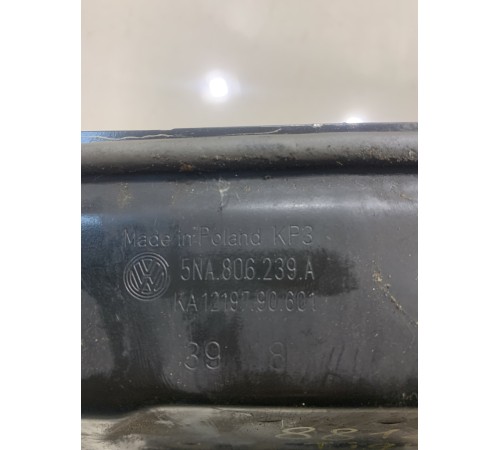 Made in Poland KP3
5NA.806.239.A
KA12197.90.601
39 8